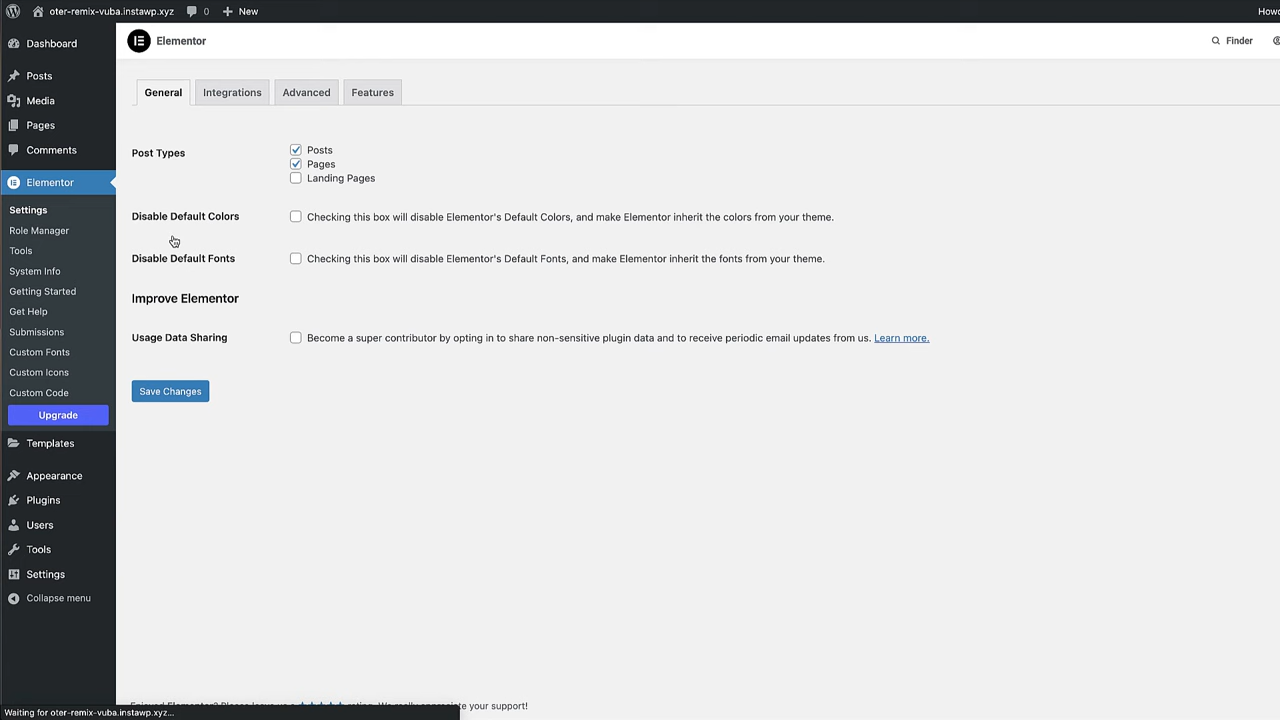 oter-remix-vuba.instawp.xyz 0 New Howd
Elementor Finder
Dashboard
Posts
Media
Pages
Comments
Elementor
Settings
Role Manager
Tools
System Info
Getting Started
Get Help
Submissions
Custom Fonts
Custom Icons
Custom Code
Upgrade
Templates
Appearance
Plugins
Users
Tools
Settings
Collapse menu
General Integrations Advanced Features
Post Types
Posts
Pages
Landing Pages
Disable Default Colors Checking this box will disable Elementor's Default Colors, and make Elementor inherit the colors from your theme.
Disable Default Fonts Checking this box will disable Elementor's Default Fonts, and make Elementor inherit the fonts from your theme.
Improve Elementor
Usage Data Sharing Become a super contributor by opting in to share non-sensitive plugin data and to receive periodic email updates from us. Learn more.
Save Changes
Enjoyed Elementor? Please leave us a ★★★★★ rating. We really appreciate your support!
Waiting for oter-remix-vuba.instawp.xyz...